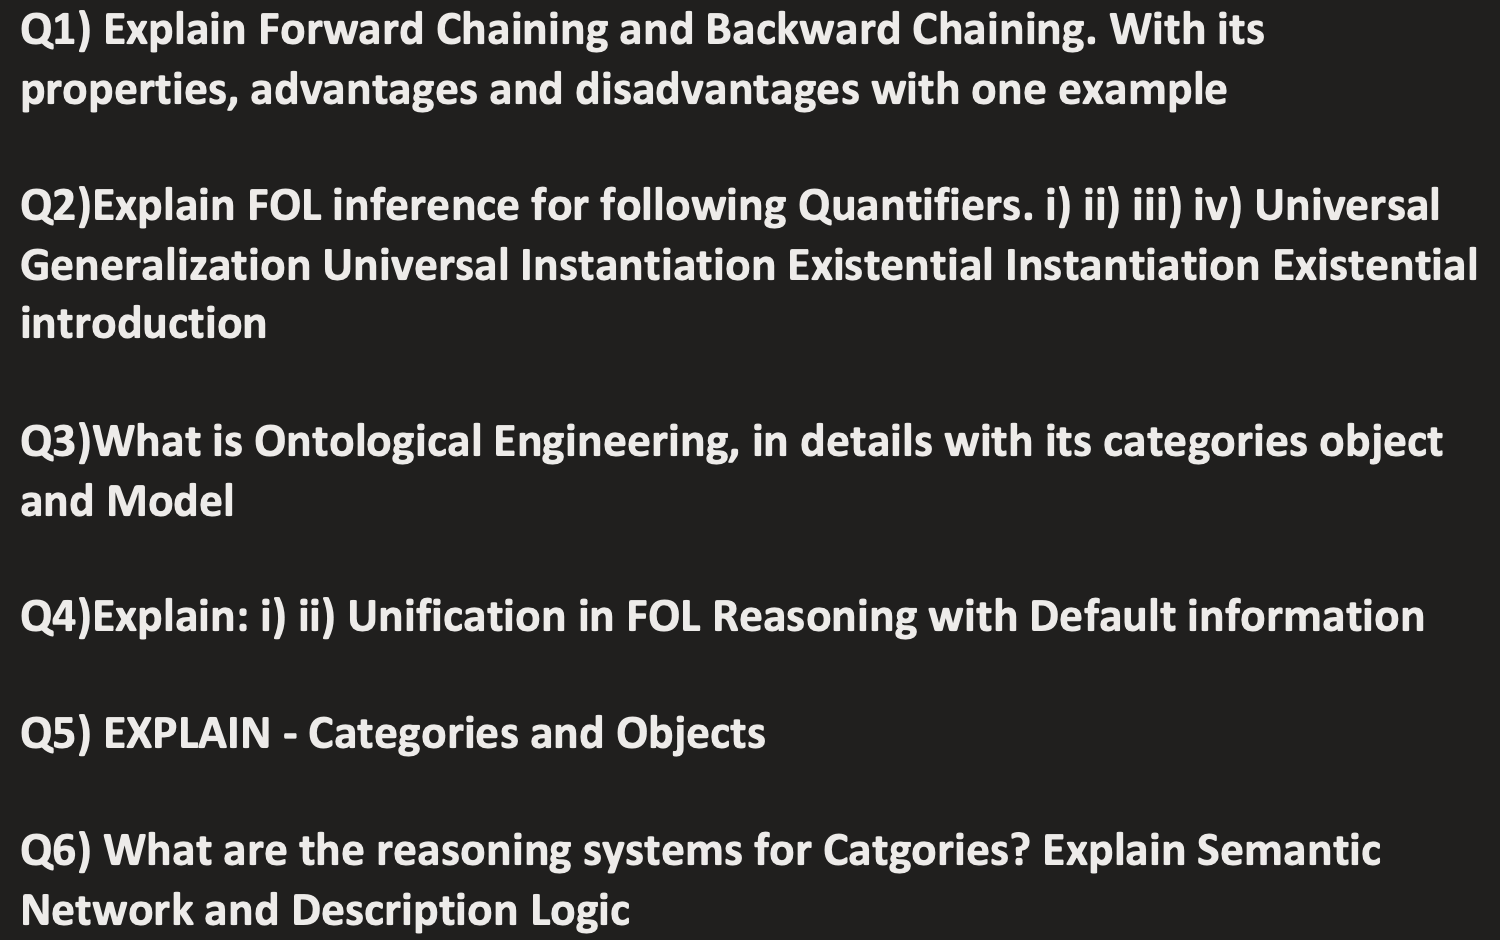 Q1) Explain Forward Chaining and Backward Chaining. With its
properties, advantages and disadvantages with one example
Q2)Explain FOL inference for following Quantifiers. i) ii) iii) iv) Universal
Generalization Universal Instantiation Existential Instantiation Existential
introduction
Q3)What is Ontological Engineering, in details with its categories object
and Model
Q4)Explain: i) ii) Unification in FOL Reasoning with Default information
Q5) EXPLAIN - Categories and Objects
Q6) What are the reasoning systems for Catgories? Explain Semantic
Network and Description Logic